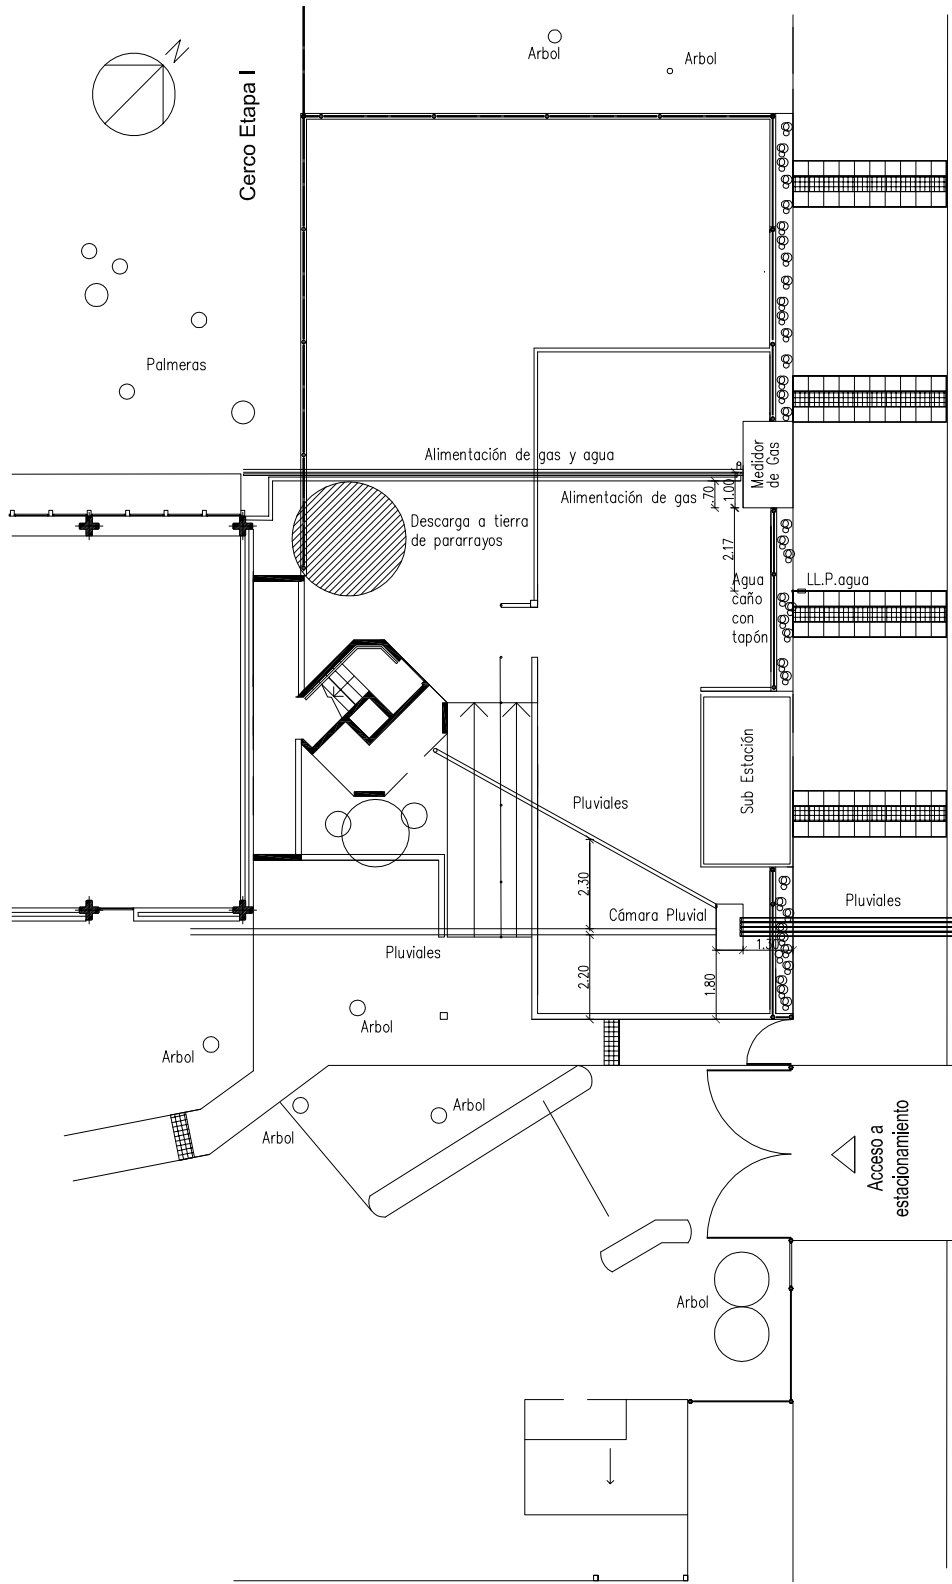 N
Cerco Etapa I
Arbol
Arbol
Palmeras
Alimentación de gas y agua
Medidor
de Gas
Alimentación de gas
.70
1.00
Descarga a tierra
de pararrayos
2.17
Agua
caño
con
tapón
LL.P.agua
Sub Estación
Pluviales
2.30
Cámara Pluvial
Pluviales
Pluviales
2.20
1.80
Arbol
Arbol
Arbol
Arbol
Acceso a
estacionamiento
Arbol